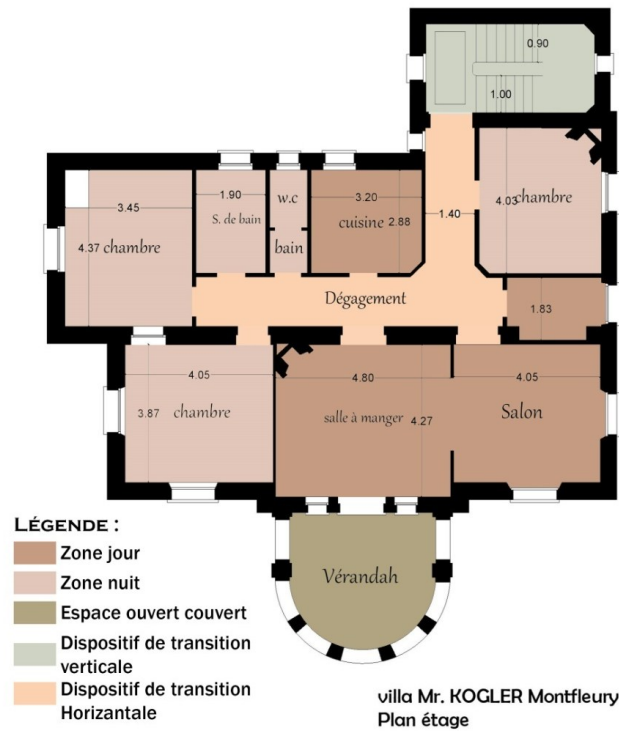 0.90
1.00
3.45
1.90
w.c
3.20
4.03
chambre
S. de bain
cuisine
2.88
1.40
4.37
chambre
bain
Dégagement
1.83
4.05
4.80
4.05
3.87
chambre
salle à manger
4.27
Salon
LÉGENDE :
Zone jour
Zone nuit
Vérandah
Espace ouvert couvert
Dispositif de transition
verticale
Dispositif de transition
Horizantale
villa Mr. KOGLER Montfleury
Plan étage